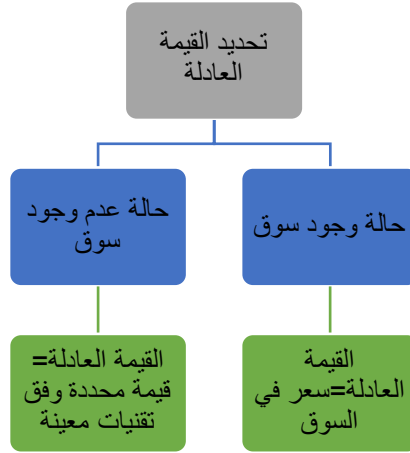 تحديد القيمة
العادلة
حالة وجود سوق
حالة عدم وجود
سوق
القيمة
العادلة=سعر في
السوق
القيمة العادلة=
قيمة محددة وفق
تقنيات معينة